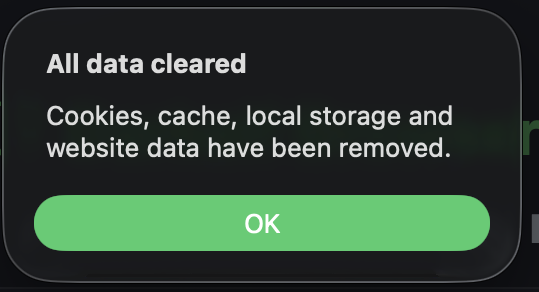 All data cleared
Cookies, cache, local storage and
website data have been removed.
OK